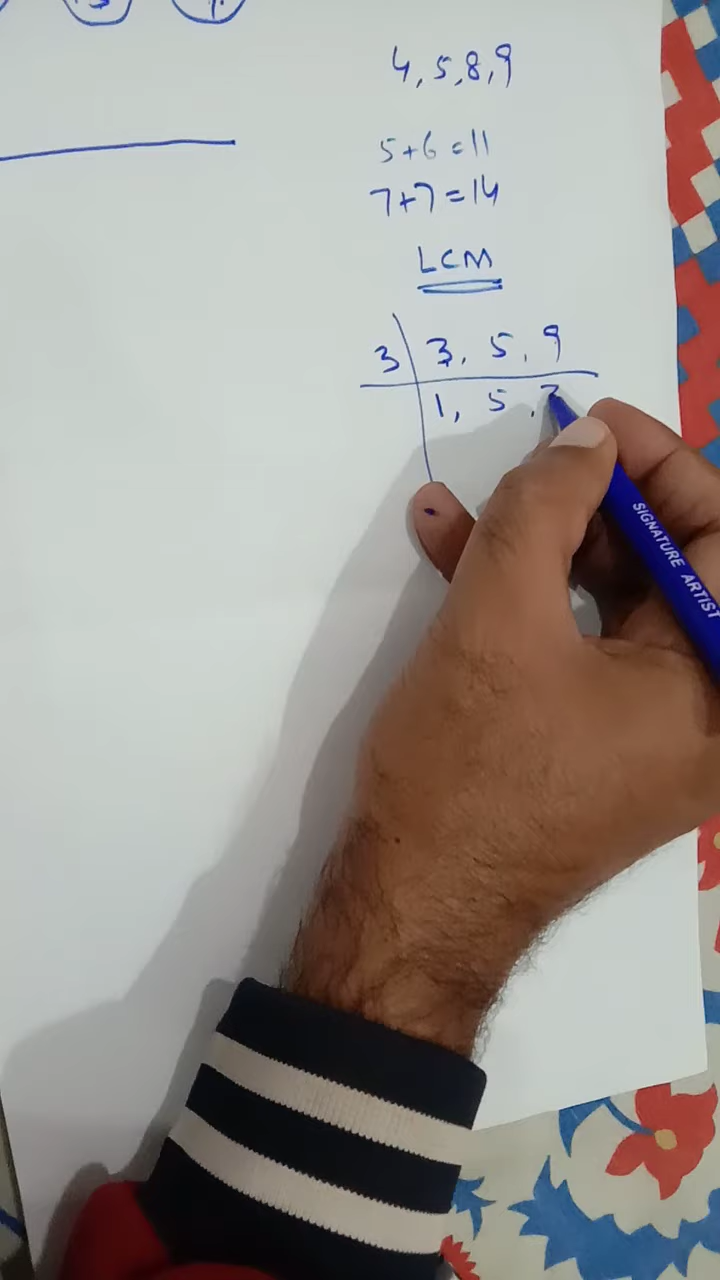 4, 5, 8, 9
5+6=11
7+7=14
LCM
3 3, 5, 9
1, 5, 3
SIGNATURE ARTIST